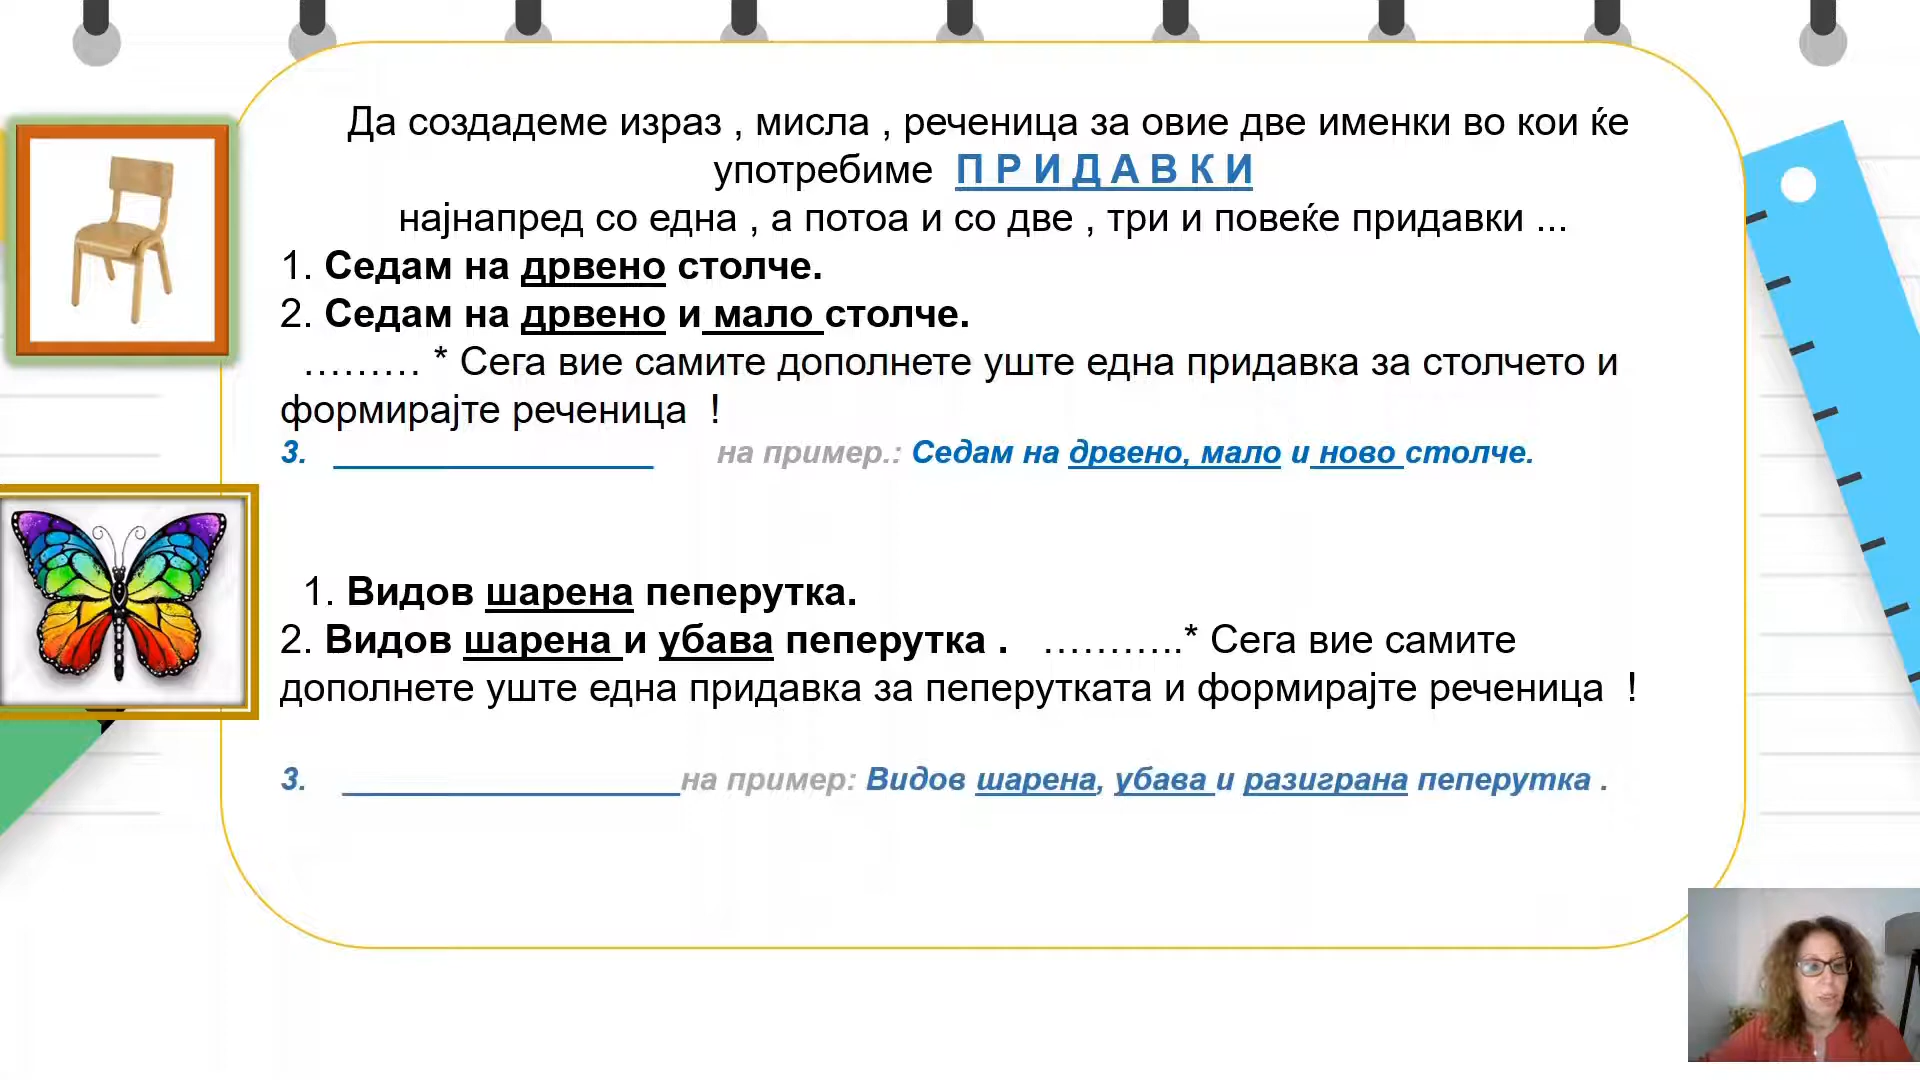 Да создадеме израз , мисла , реченица за овие две именки во кои ќе
употребиме П Р И Д А В К И
најнапред со една , а потоа и со две , три и повеќе придавки ...
1. Седам на дрвено столче.
2. Седам на дрвено и мало столче.
……… * Сега вие самите дополнете уште една придавка за столчето и
формирајте реченица !
3. __________________ на пример.: Седам на дрвено, мало и ново столче.
1. Видов шарена пеперутка.
2. Видов шарена и убава пеперутка . ………..* Сега вие самите
дополнете уште една придавка за пеперутката и формирајте реченица !
3. ___________________на пример: Видов шарена, убава и разиграна пеперутка .